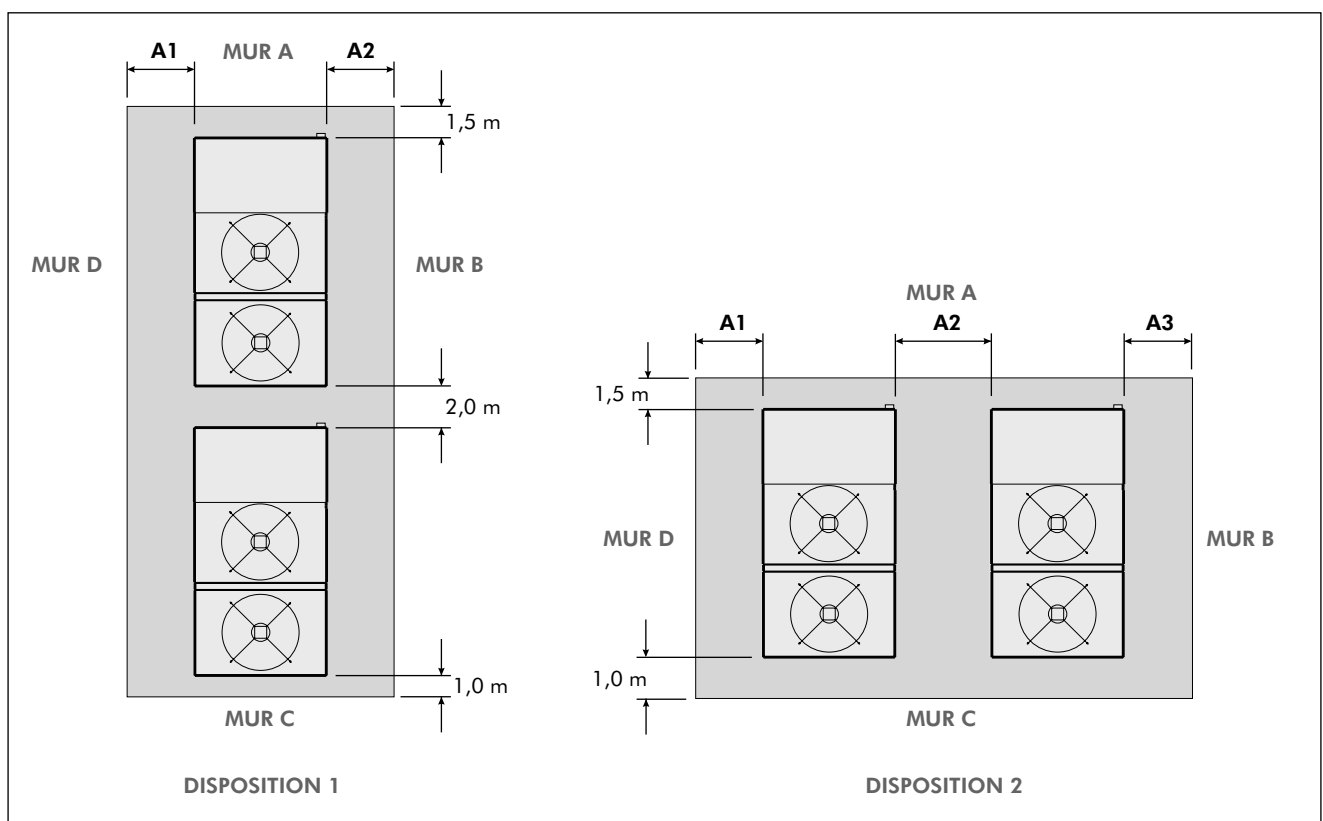 A1 MUR A A2
1,5 m
MUR D
MUR B
2,0 m
1,0 m
MUR C
DISPOSITION 1
MUR A
A1 A2 A3
1,5 m
MUR D
MUR B
1,0 m
MUR C
DISPOSITION 2